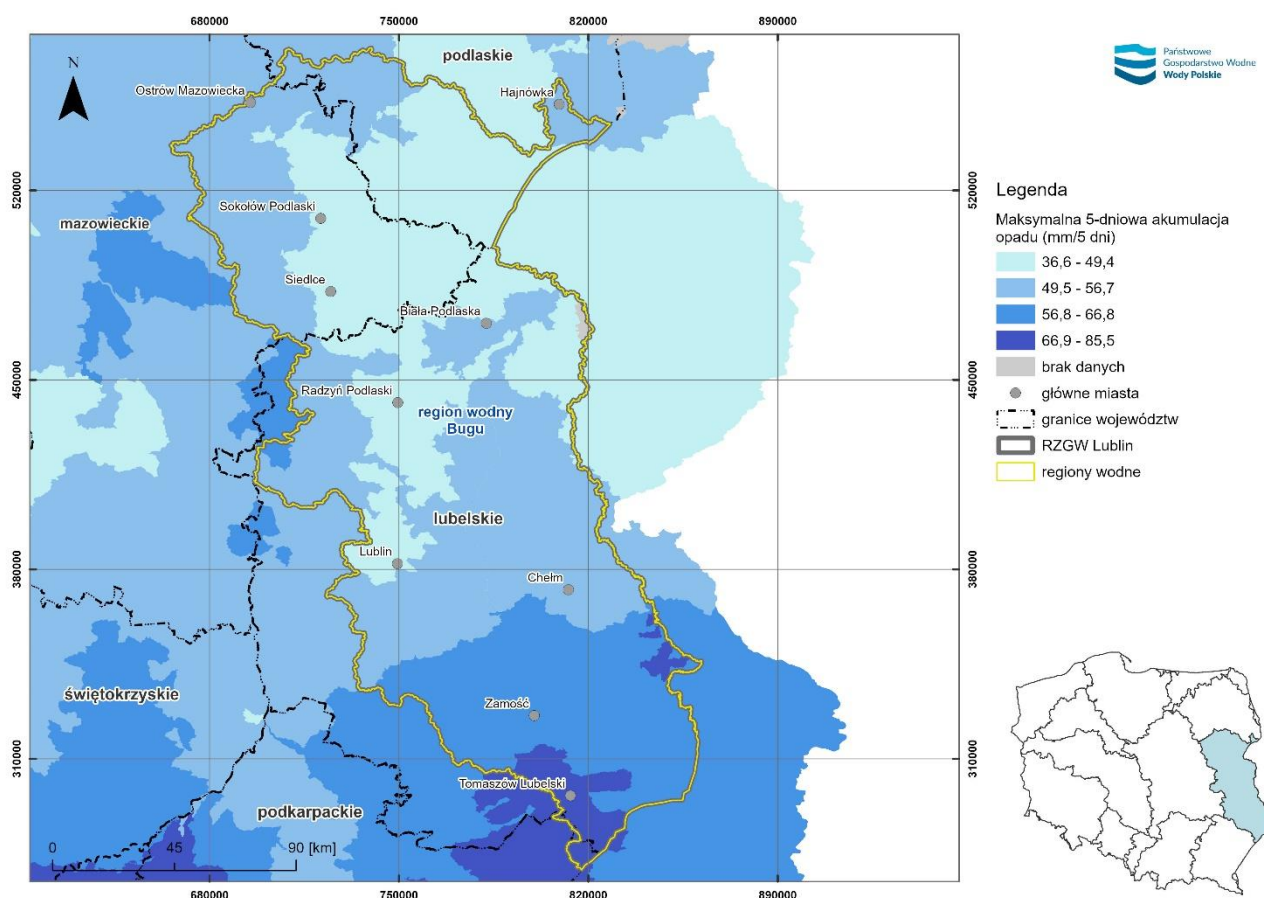 680000
750000
820000
890000
podlaskie
N
Ostrów Mazowiecka
Hajnówka
520000
520000
Sokołów Podlaski
mazowieckie
Siedlce
Biała Podlaska
450000
450000
Radzyń Podlaski
region wodny
Bugu
lubelskie
Lublin
380000
380000
Chełm
świętokrzyskie
Zamość
310000
310000
Tomaszów Lubelski
podkarpackie
0
45
90 [km]
680000
750000
820000
890000
Państwowe
Gospodarstwo Wodne
Wody Polskie
Legenda
Maksymalna 5-dniowa akumulacja
opadu (mm/5 dni)
36,6 - 49,4
49,5 - 56,7
56,8 - 66,8
66,9 - 85,5
brak danych
główne miasta
granice województw
RZGW Lublin
regiony wodne